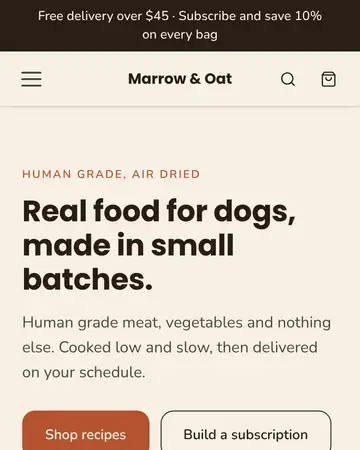 Free delivery over $45 · Subscribe and save 10%
on every bag
Marrow & Oat
HUMAN GRADE, AIR DRIED
Real food for dogs,
made in small
batches.
Human grade meat, vegetables and nothing
else. Cooked low and slow, then delivered
on your schedule.
Shop recipes
Build a subscription